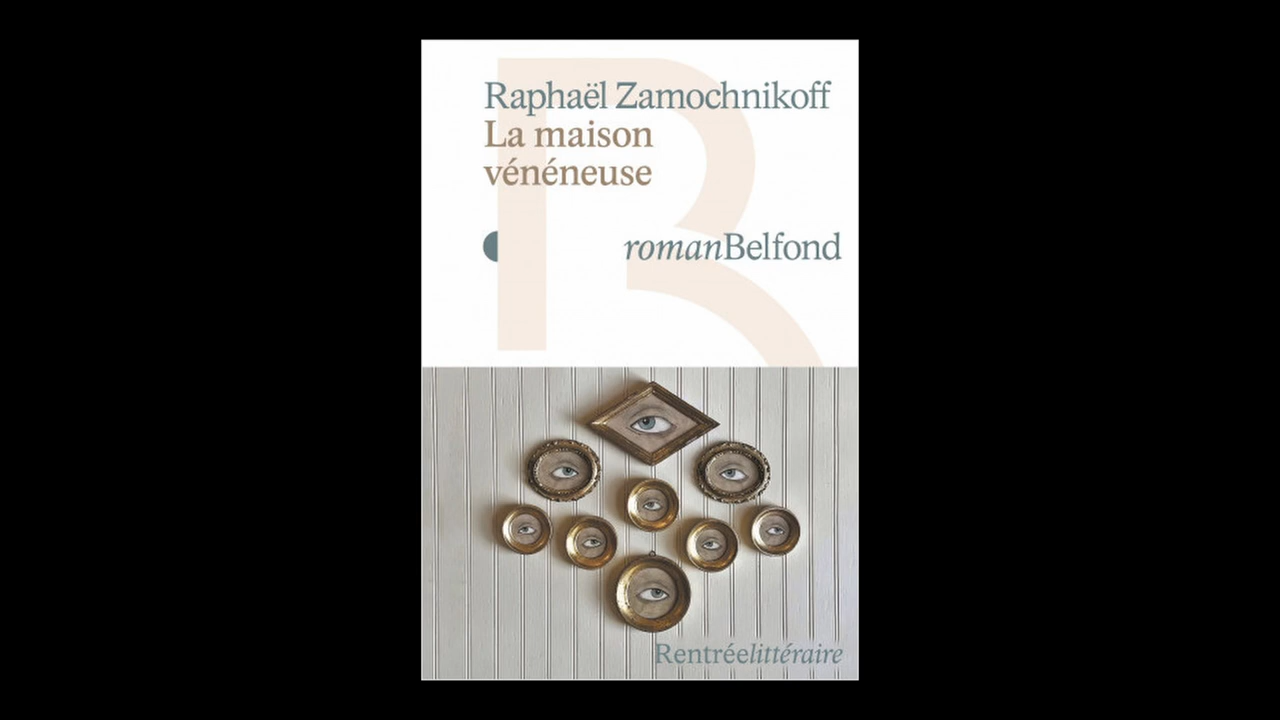 Raphaël Zamochnikoff
La maison
vénéneuse
romanBelfond
Rentréelittéraire